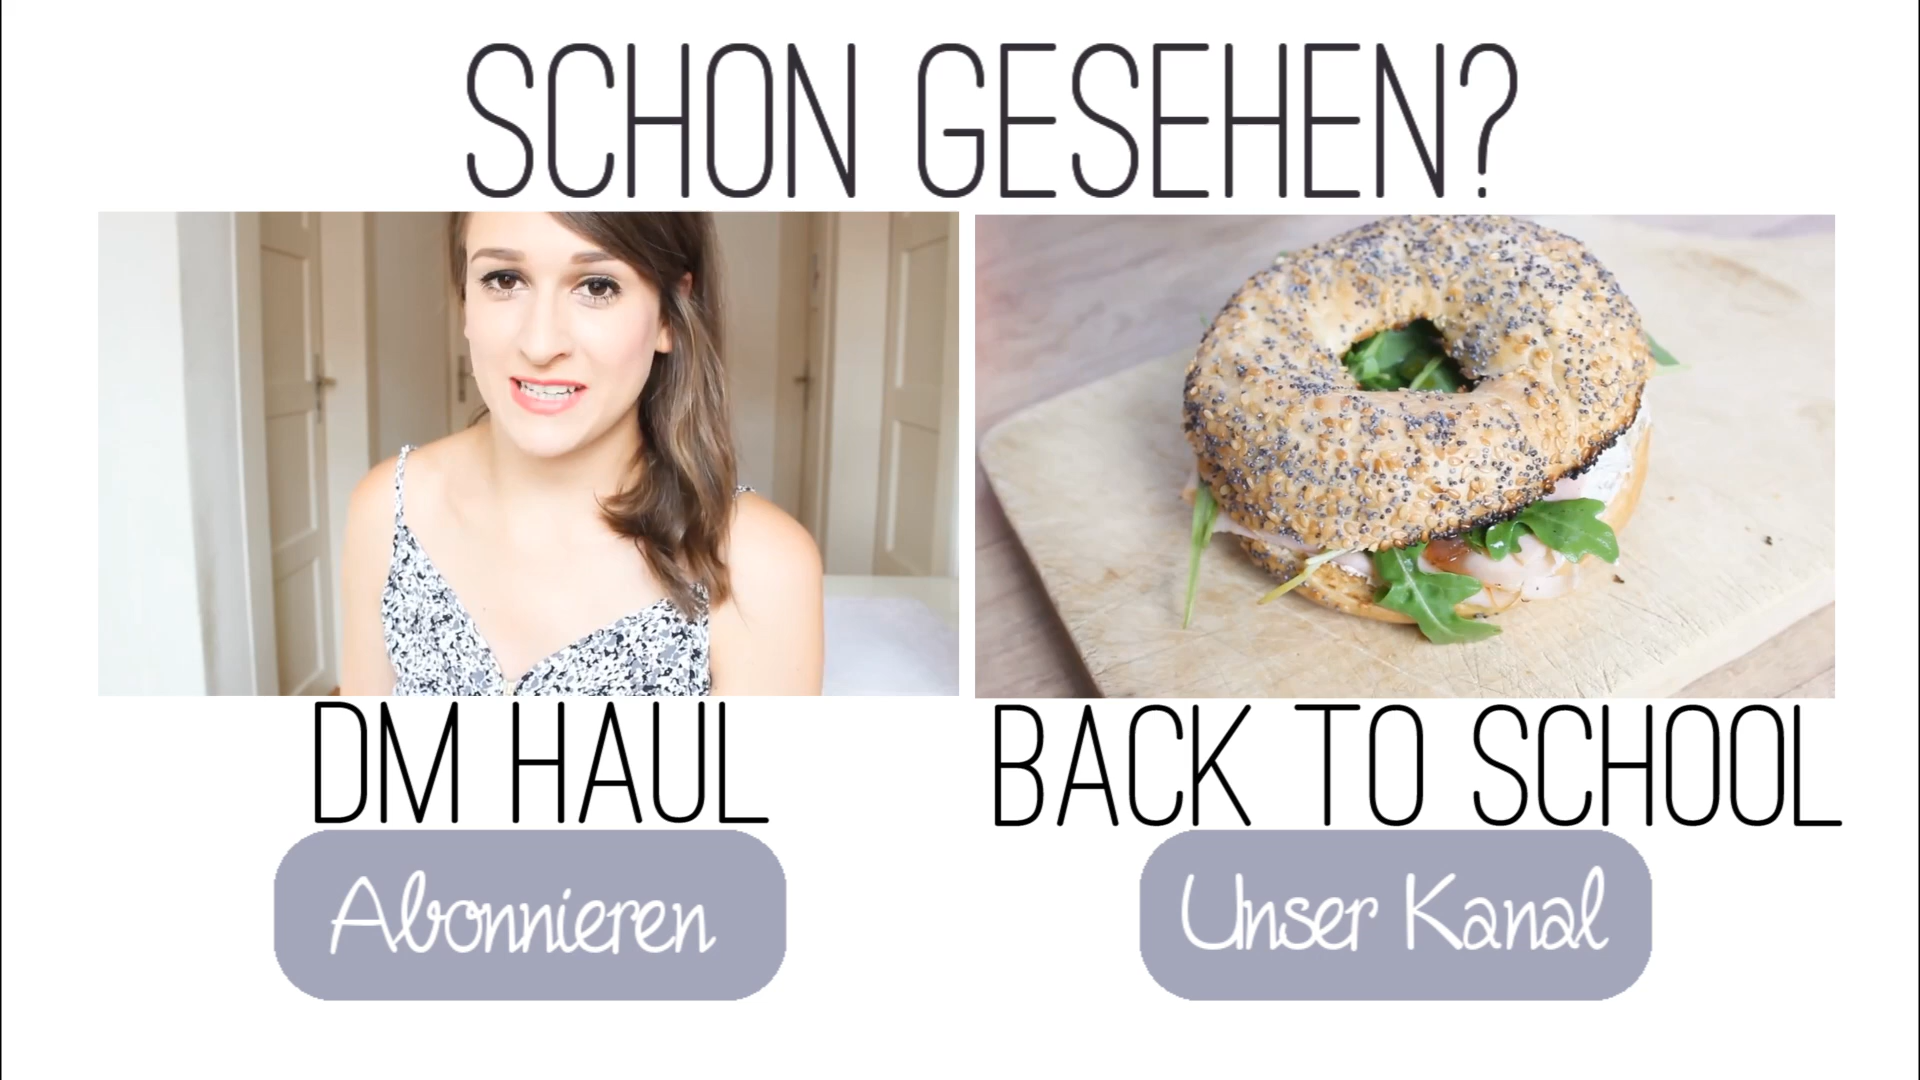 SCHON GESEHEN?
DM HAUL
BACK TO SCHOOL
Abonnieren
Unser Kanal